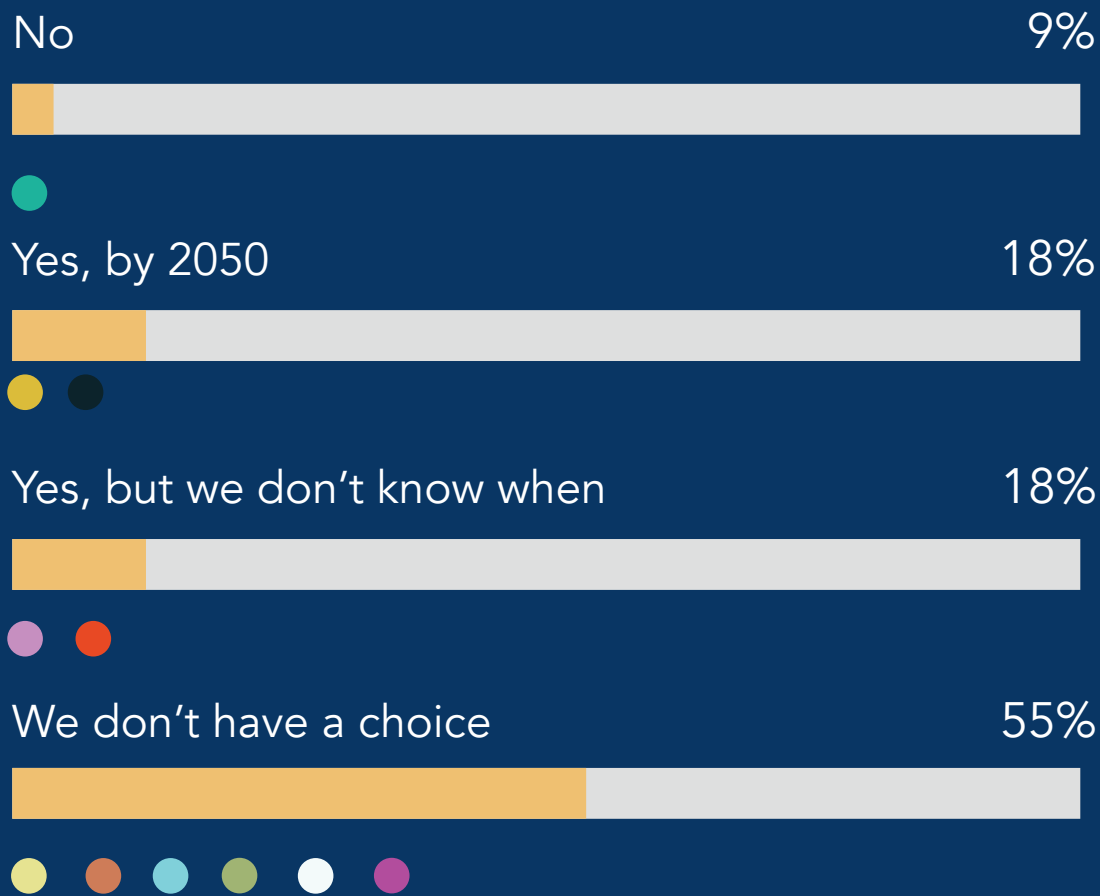 No 9%
Yes, by 2050 18%
Yes, but we don’t know when 18%
We don’t have a choice 55%